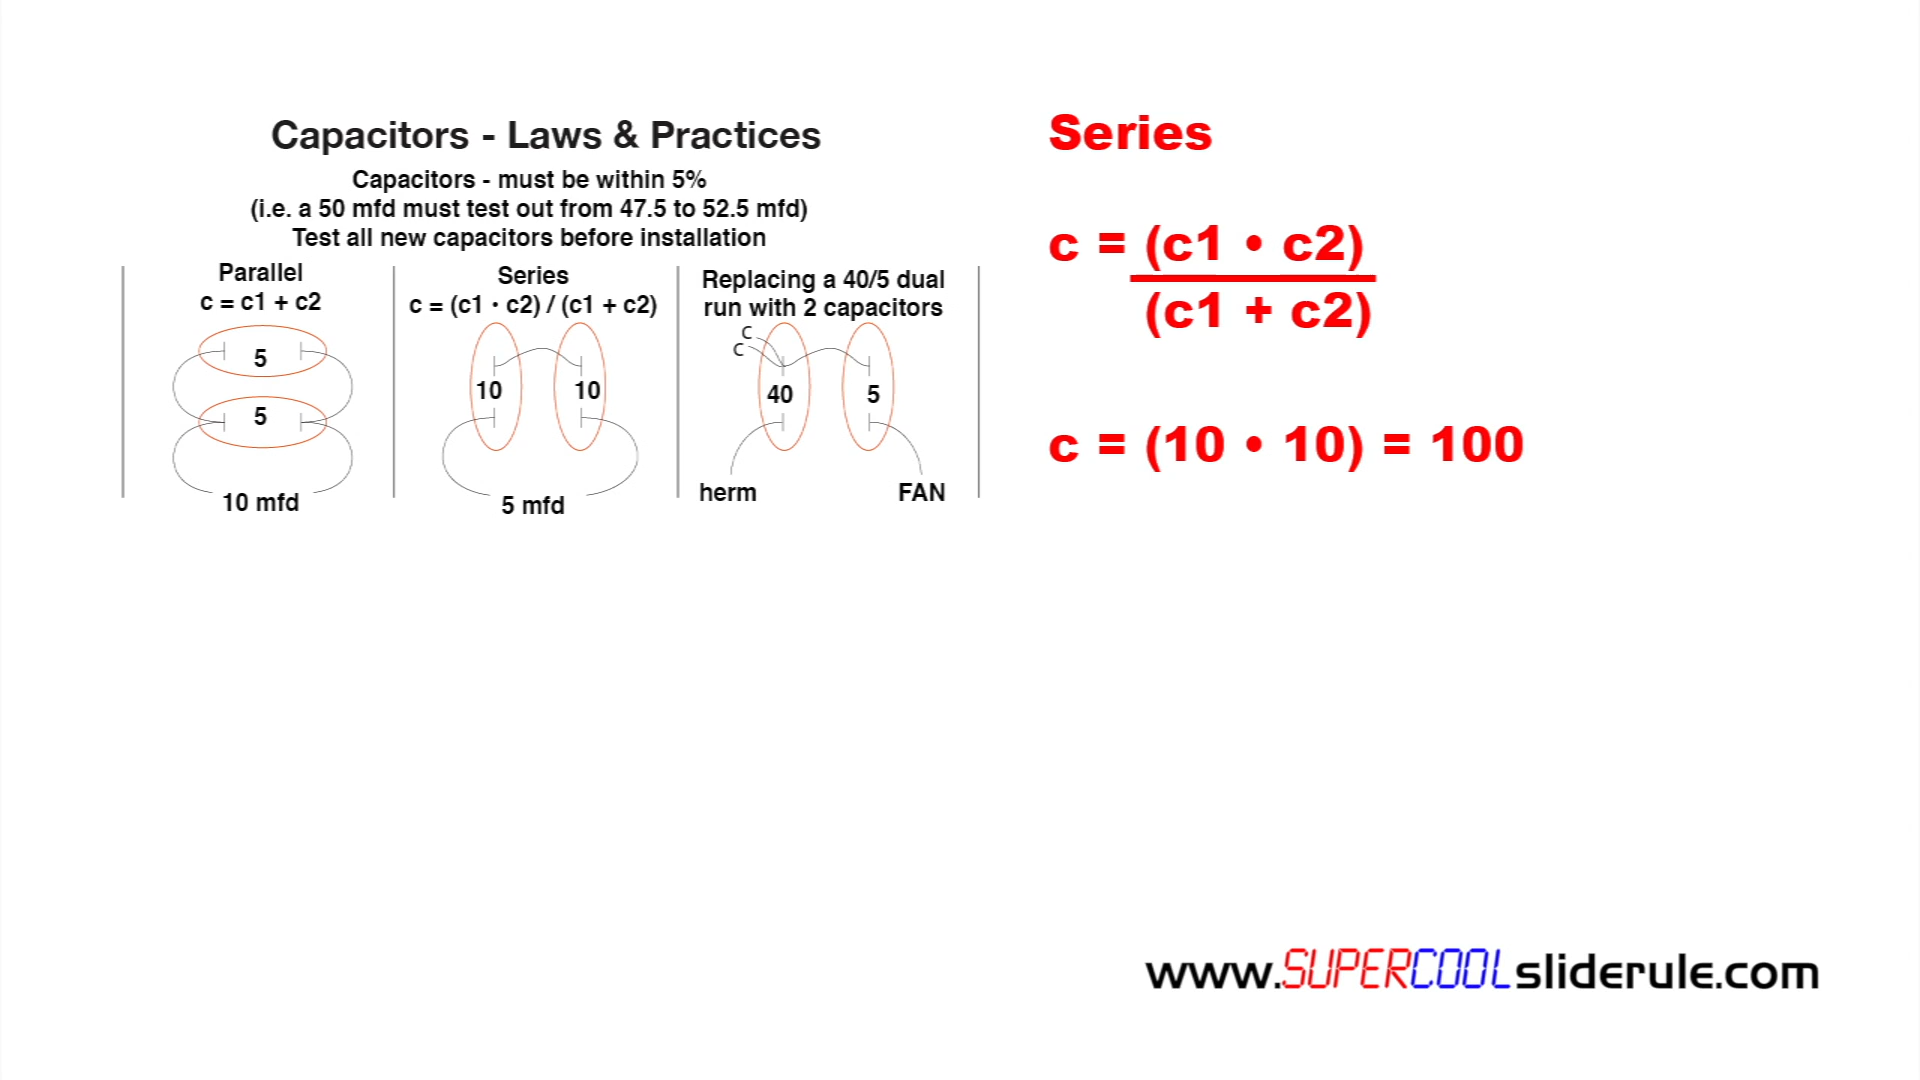 Capacitors - Laws & Practices
Capacitors - must be within 5%
(i.e. a 50 mfd must test out from 47.5 to 52.5 mfd)
Test all new capacitors before installation
Parallel
c = c1 + c2
5
5
10 mfd
Series
c = (c1 • c2) / (c1 + c2)
10 10
5 mfd
Replacing a 40/5 dual
run with 2 capacitors
C
C
40 5
herm FAN
Series
c = (c1 • c2)
(c1 + c2)
c = (10 • 10) = 100
www.SUPERCOOLsliderule.com